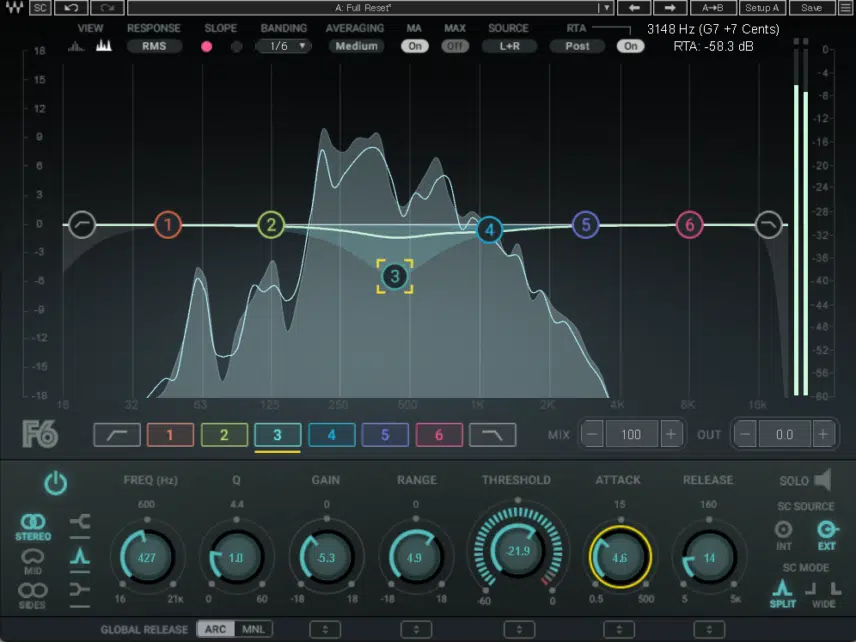 SC A: Full Reset* A→B Setup A Save
VIEW RESPONSE SLOPE BANDING AVERAGING MA MAX SOURCE RTA 3148 Hz (G7 +7 Cents)
RMS 1/6 Medium On Off L+R Post On RTA: -58.3 dB
18 0
15 -4
12 -8
9 -12
6 -16
3 -20
0 -24
-3 -28
-6 -32
-9 -36
-12 -40
-15 -44
-18 -48
-52
-56
-60
1 2 3 4 5 6
16 32 63 125 250 500 1K 2K 4K 8K 16K
F6 1 2 3 4 5 6 MIX 100 OUT 0.0
FREQ (Hz) Q GAIN RANGE THRESHOLD ATTACK RELEASE SOLO
600 4.4 0 0 15 160 SC SOURCE
STEREO 427 1.0 -5.3 4.9 -21.9 4.6 14 INT EXT
MID SC MODE
16 21K 0 60 -18 18 -18 18 -60 0 0.5 500 5 5K
SIDES SPLIT WIDE
GLOBAL RELEASE ARC MNL